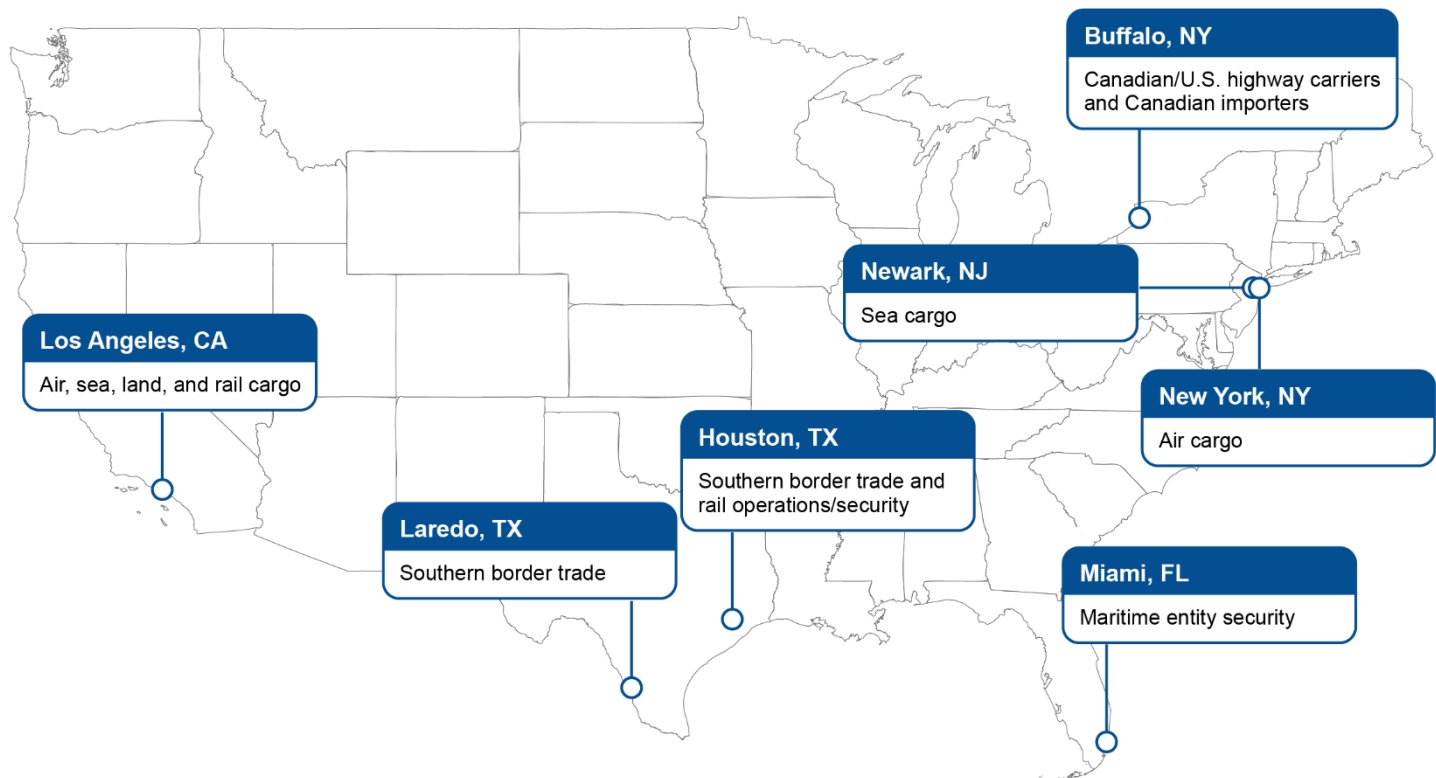 Buffalo, NY
Canadian/U.S. highway carriers
and Canadian importers
Newark, NJ
Sea cargo
Los Angeles, CA
Air, sea, land, and rail cargo
New York, NY
Air cargo
Houston, TX
Southern border trade and
rail operations/security
Laredo, TX
Southern border trade
Miami, FL
Maritime entity security